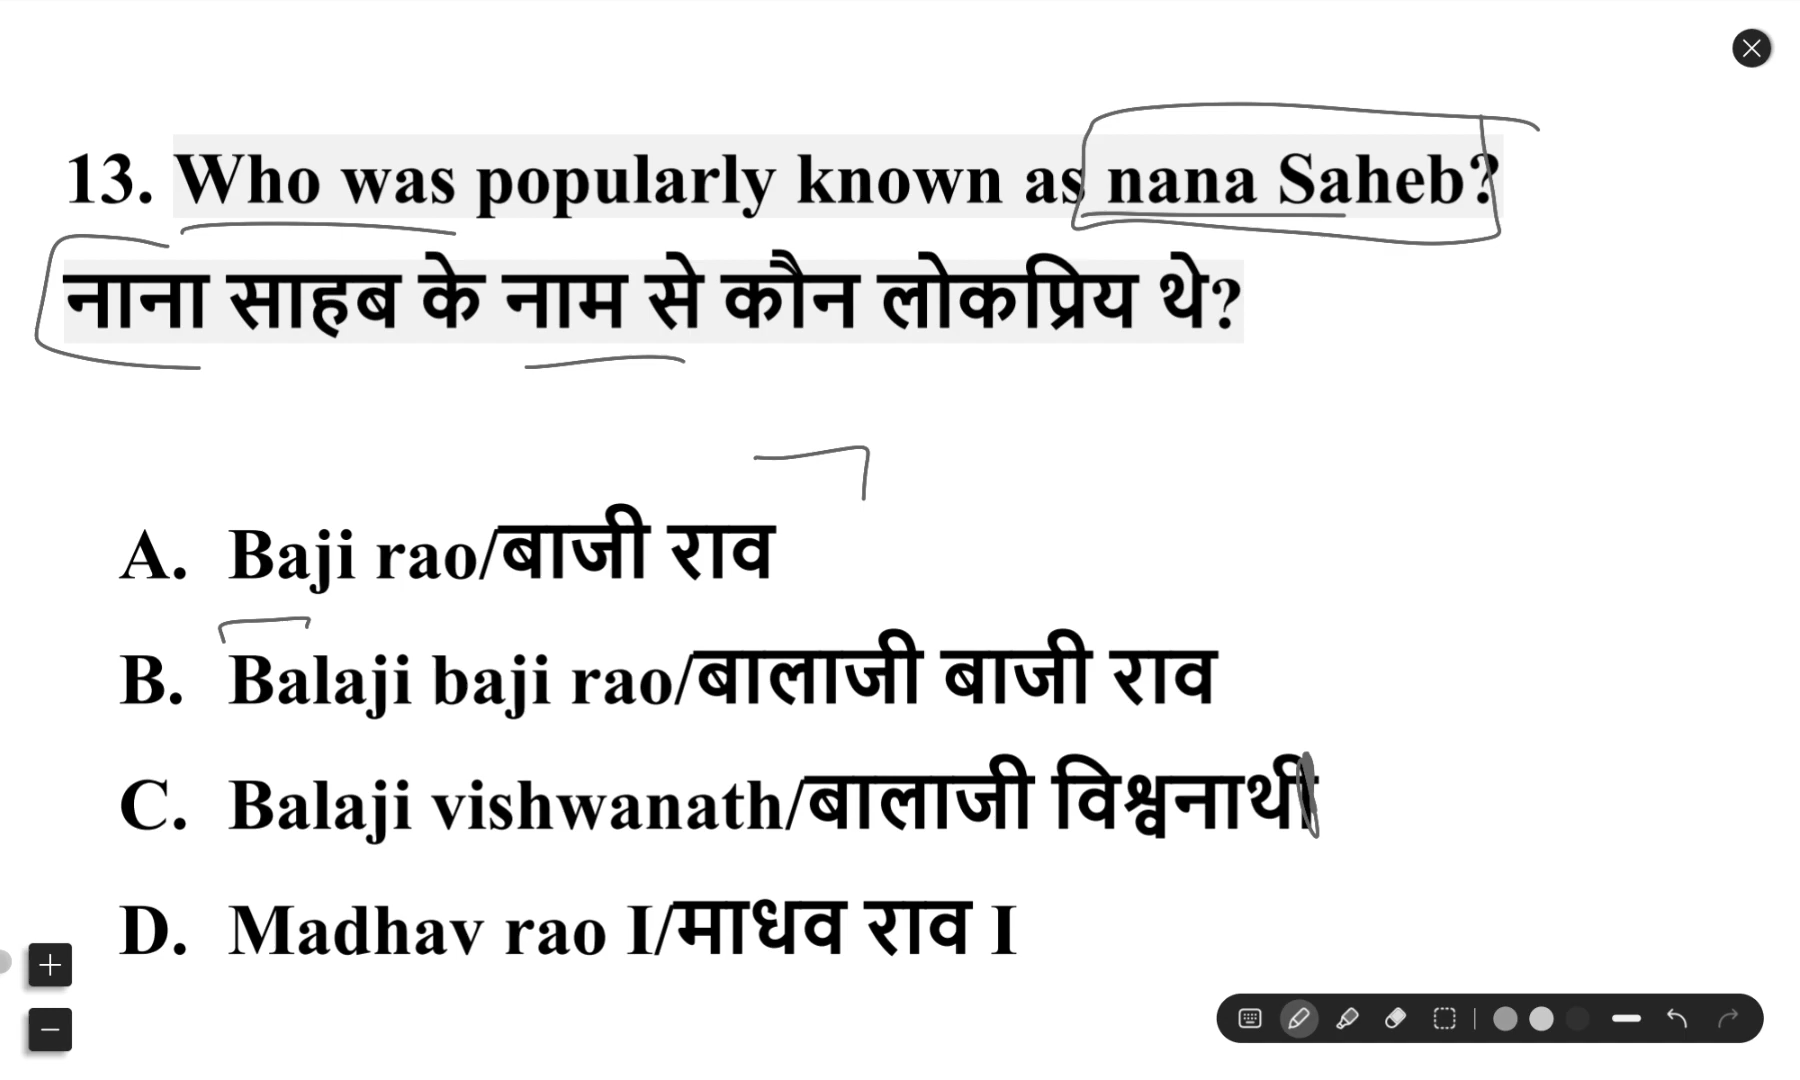 13. Who was popularly known as nana Saheb?
नाना साहब के नाम से कौन लोकप्रिय थे?
A. Baji rao/बाजी राव
B. Balaji baji rao/बालाजी बाजी राव
C. Balaji vishwanath/बालाजी विश्वनाथी
D. Madhav rao I/माधव राव I